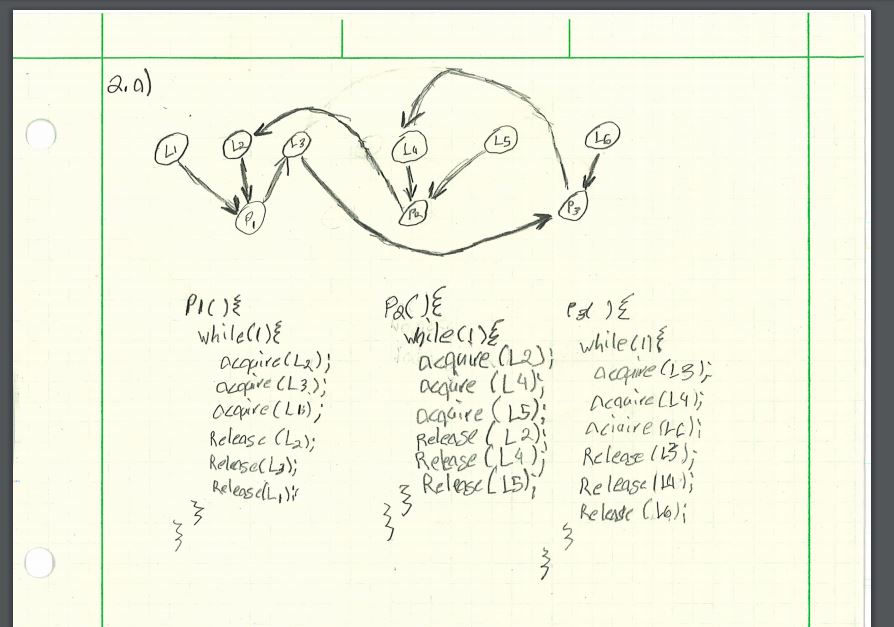 2.a)
L1 L2 L3 L4 L5 L6
P1 P2 P3
P1(){
while(1){
acquire(L2);
acquire(L3);
acquire(L1);
Release(L2);
Release(L3);
Release(L1);
}
}
P2(){
while(1){
acquire(L2);
acquire(L4);
acquire(L5);
Release(L2);
Release(L4);
Release(L5);
}
}
P3(){
while(1){
acquire(L3);
acquire(L4);
Release(L3);
Release(L4);
Release(L6);
}
}